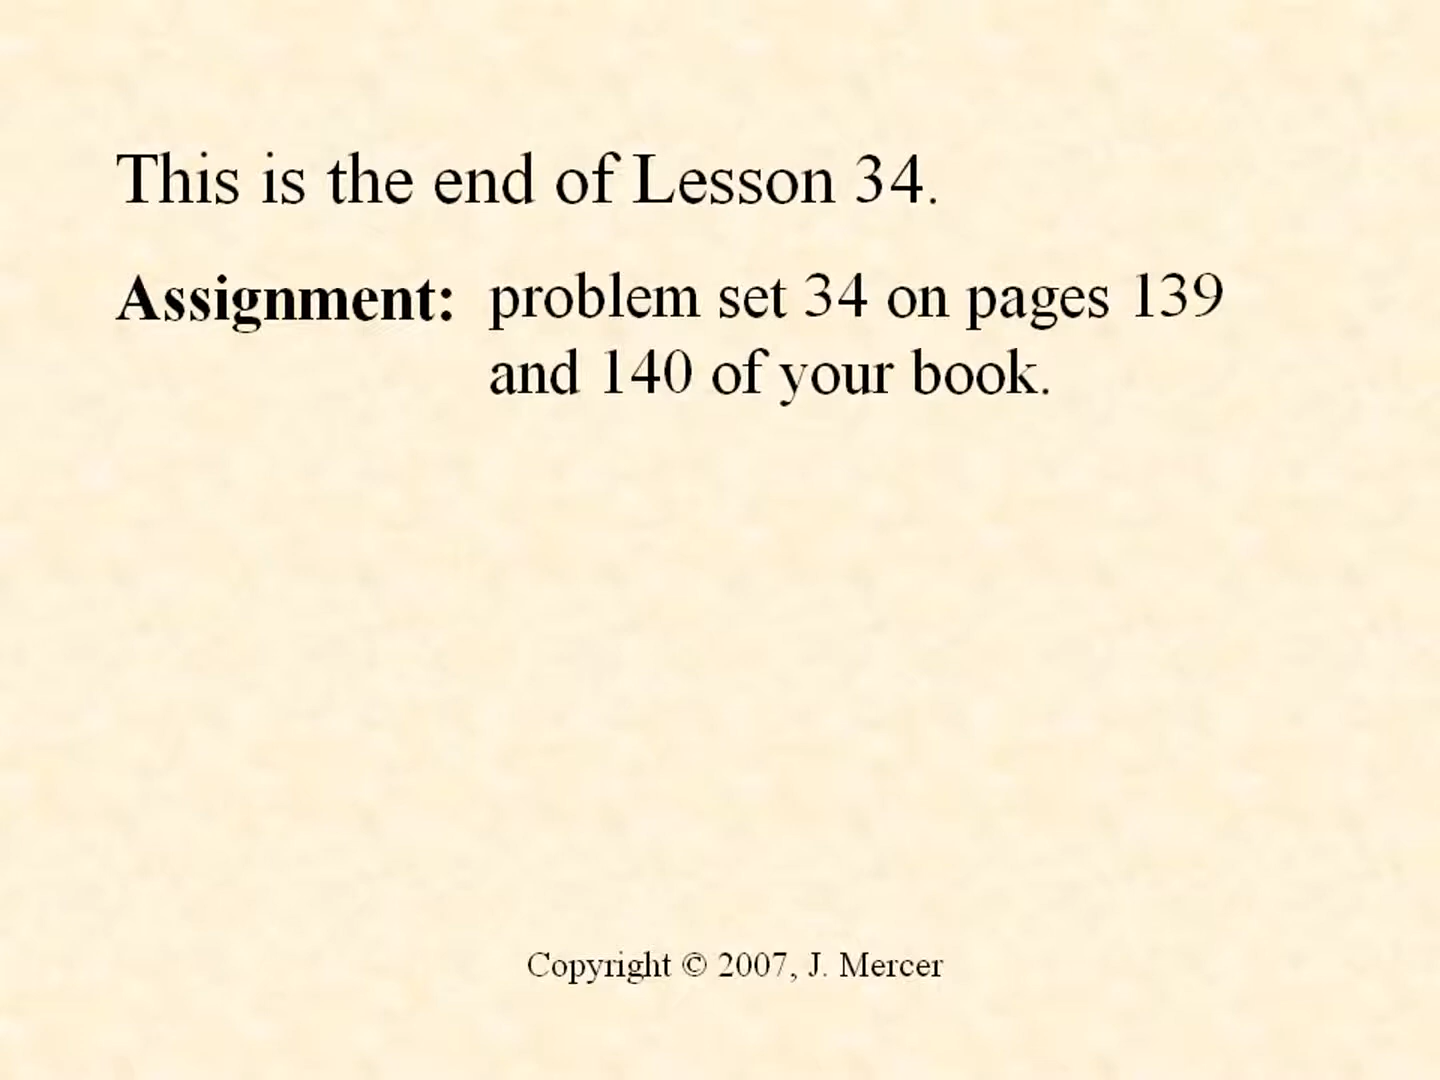 This is the end of Lesson 34.
Assignment: problem set 34 on pages 139
and 140 of your book.
Copyright © 2007, J. Mercer